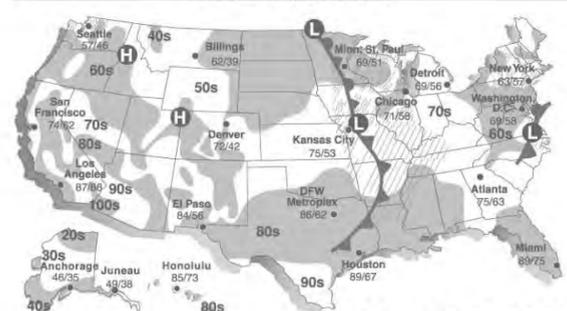 Seattle
57/46
40s
Billings
62/39
L
H
60s
Minn. St. Paul
69/51
Detroit
69/56
New York
63/57
50s
San
Francisco
74/62
H
Chicago
71/58
70s
Washington,
D.C.
69/58
60s
L
70s
80s
Denver
72/42
Kansas City
75/53
L
Los
Angeles
87/66
90s
100s
El Paso
84/56
DFW
Metroplex
86/62
Atlanta
75/63
80s
20s
30s
Anchorage
46/35
Juneau
49/38
Honolulu
85/73
90s
Houston
89/67
Miami
89/75
40s
80s